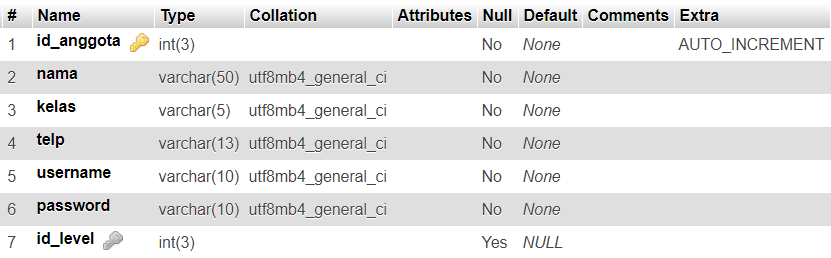 # Name Type Collation Attributes Null Default Comments Extra
1 id_anggota int(3) No None AUTO_INCREMENT
2 nama varchar(50) utf8mb4_general_ci No None
3 kelas varchar(5) utf8mb4_general_ci No None
4 telp varchar(13) utf8mb4_general_ci No None
5 username varchar(10) utf8mb4_general_ci No None
6 password varchar(10) utf8mb4_general_ci No None
7 id_level int(3) Yes NULL